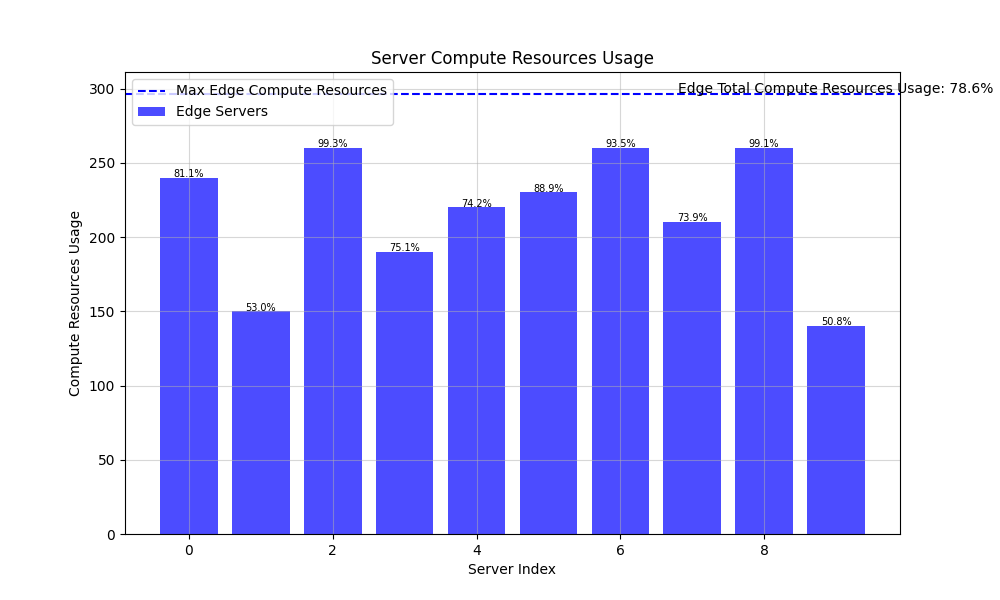 Server Compute Resources Usage
Max Edge Compute Resources
Edge Servers
Edge Total Compute Resources Usage: 78.6%
300
250
200
150
100
50
0
Compute Resources Usage
81.1%
53.0%
99.3%
75.1%
74.2%
88.9%
93.5%
73.9%
99.1%
50.8%
0 2 4 6 8
Server Index